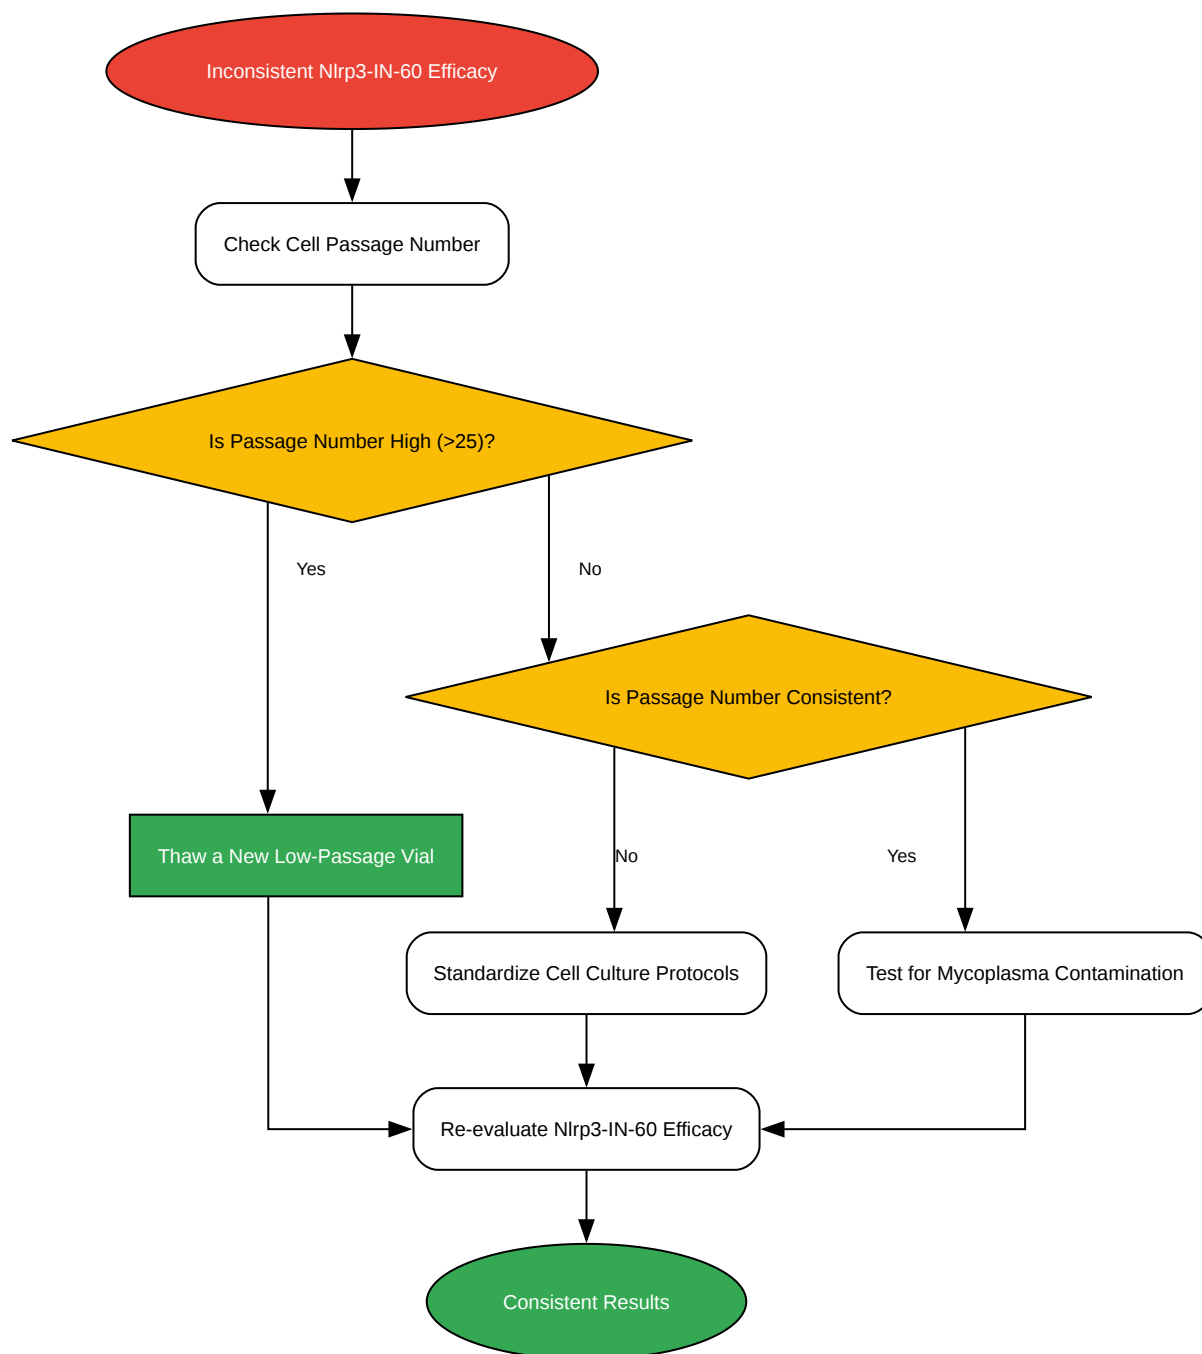 Inconsistent Nlrp3-IN-60 Efficacy
Check Cell Passage Number
Is Passage Number High (>25)?
Yes
No
Is Passage Number Consistent?
Thaw a New Low-Passage Vial
No
Yes
Standardize Cell Culture Protocols
Test for Mycoplasma Contamination
Re-evaluate Nlrp3-IN-60 Efficacy
Consistent Results